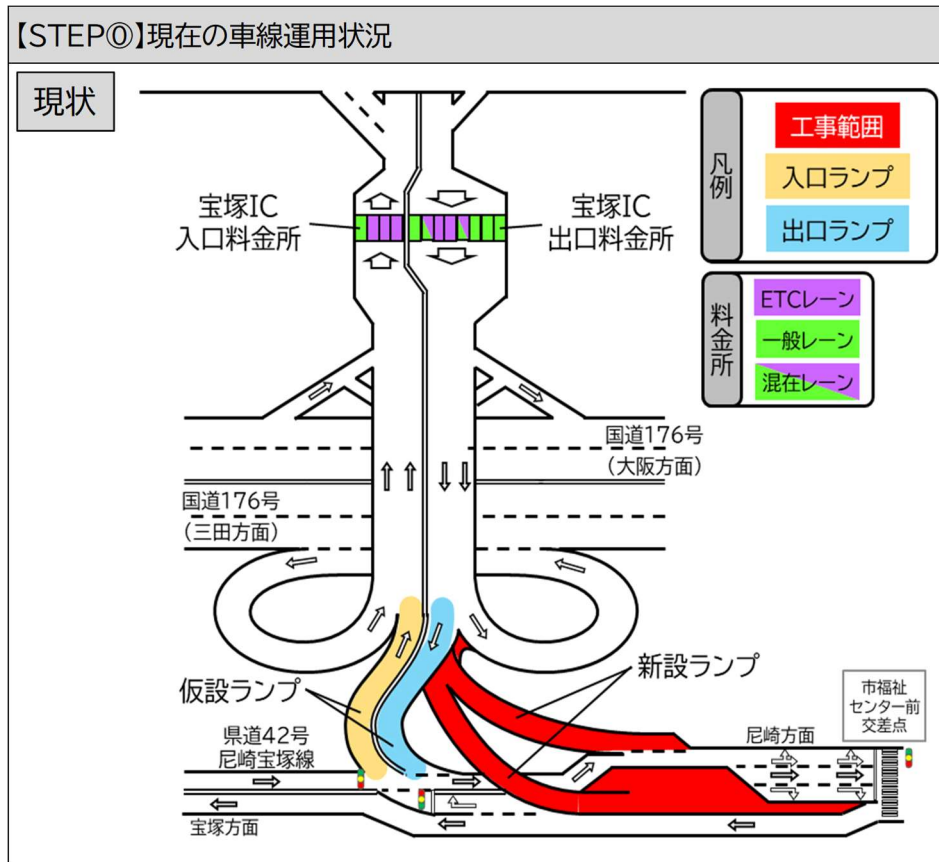 【STEP⓪】現在の車線運用状況
現状
凡例
工事範囲
入口ランプ
出口ランプ
宝塚IC
入口料金所
宝塚IC
出口料金所
料金所
ETCレーン
一般レーン
混在レーン
国道176号
(大阪方面)
国道176号
(三田方面)
仮設ランプ
新設ランプ
市福祉
センター前
交差点
県道42号
尼崎宝塚線
尼崎方面
宝塚方面